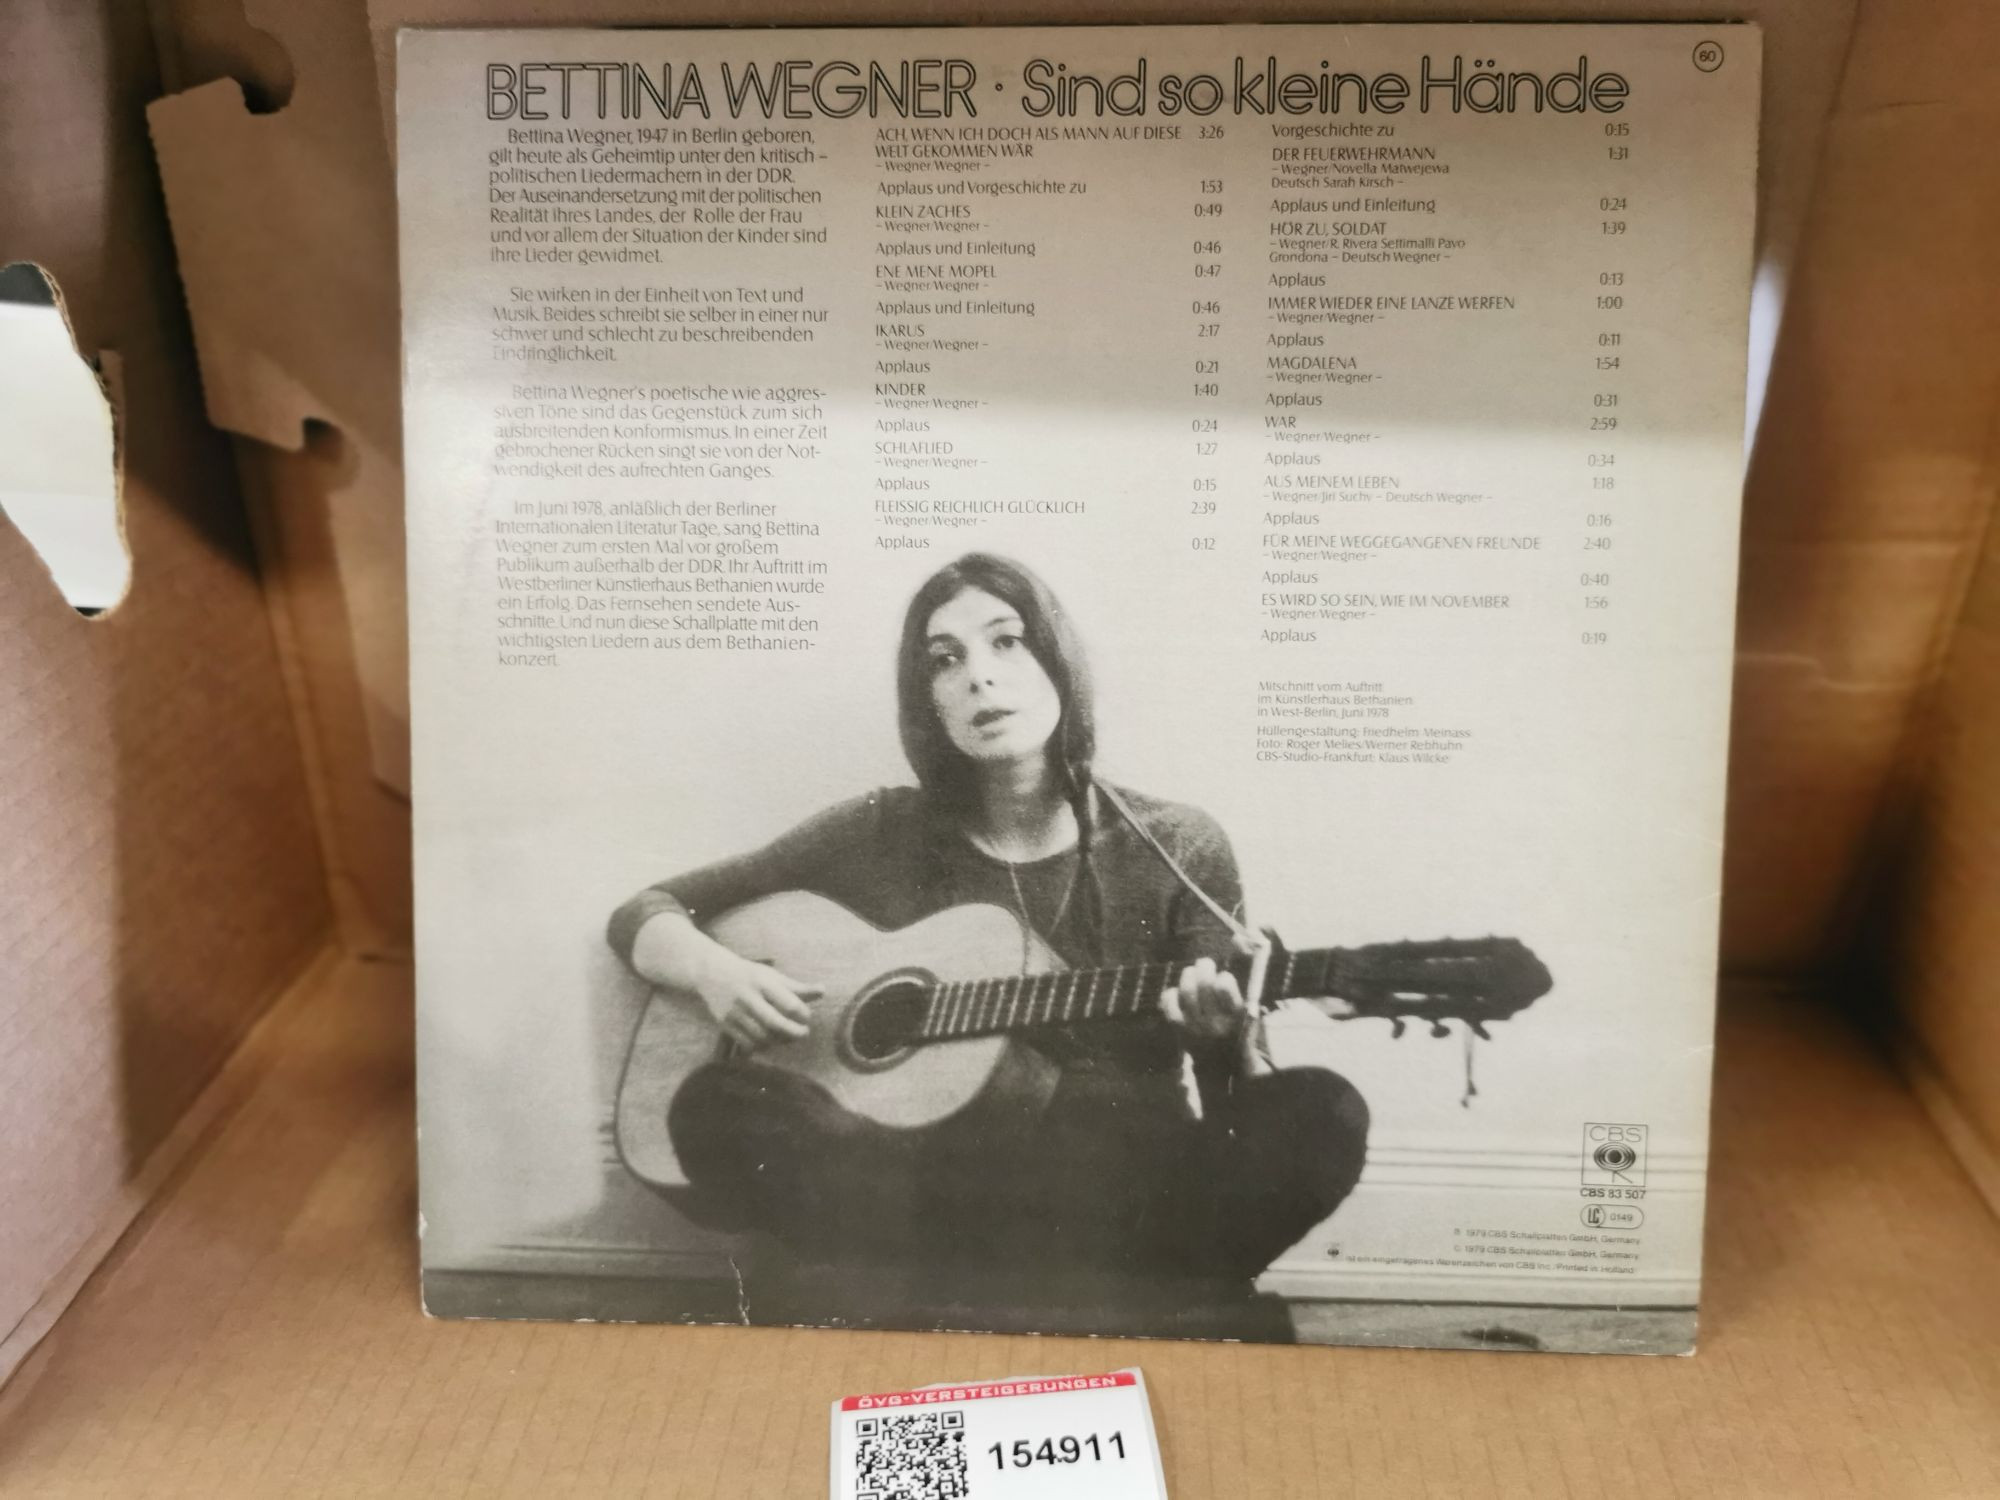 BETTINA WEGNER · Sind so kleine Hände
60
Bettina Wegner, 1947 in Berlin geboren,
gilt heute als Geheimtip unter den kritisch –
politischen Liedermachern in der DDR.
Der Auseinandersetzung mit der politischen
Realität ihres Landes, der Rolle der Frau
und vor allem der Situation der Kinder sind
ihre Lieder gewidmet.
Sie wirken in der Einheit von Text und
Musik. Beides schreibt sie selber in einer nur
schwer und schlecht zu beschreibenden
Eindringlichkeit.
Bettina Wegner's poetische wie aggres-
siven Töne sind das Gegenstück zum sich
ausbreitenden Konformismus. In einer Zeit
gebrochener Rücken singt sie von der Not-
wendigkeit des aufrechten Ganges.
Im Juni 1978, anläßlich der Berliner
Internationalen Literatur Tage, sang Bettina
Wegner zum ersten Mal vor großem
Publikum außerhalb der DDR. Ihr Auftritt im
Westberliner Künstlerhaus Bethanien wurde
ein Erfolg. Das Fernsehen sendete Aus-
schnitte. Und nun diese Schallplatte mit den
wichtigsten Liedern aus dem Bethanien-
konzert.
ACH, WENN ICH DOCH ALS MANN AUF DIESE 3:26
WELT GEKOMMEN WÄR
– Wegner/Wegner –
Applaus und Vorgeschichte zu 1:53
KLEIN ZACHES 0:49
– Wegner/Wegner –
Applaus und Einleitung 0:46
ENE MENE MOPEL 0:47
– Wegner/Wegner –
Applaus und Einleitung 0:46
IKARUS 2:17
– Wegner/Wegner –
Applaus 0:21
KINDER 1:40
– Wegner/Wegner –
Applaus 0:24
SCHLAFLIED 1:27
– Wegner/Wegner –
Applaus 0:15
FLEISSIG REICHLICH GLÜCKLICH 2:39
– Wegner/Wegner –
Applaus 0:12
Vorgeschichte zu 0:15
DER FEUERWEHRMANN 1:31
– Wegner/Novella Matwejewa
Deutsch Sarah Kirsch –
Applaus und Einleitung 0:24
HÖR ZU, SOLDAT 1:39
– Wegner/R. Rivera Settimalli Pavo
Grondona – Deutsch Wegner –
Applaus 0:13
IMMER WIEDER EINE LANZE WERFEN 1:00
– Wegner/Wegner –
Applaus 0:11
MAGDALENA 1:54
– Wegner/Wegner –
Applaus 0:31
WAR 2:59
– Wegner/Wegner –
Applaus 0:34
AUS MEINEM LEBEN 1:18
– Wegner/Jiri Suchy – Deutsch Wegner –
Applaus 0:16
FÜR MEINE WEGGEGANGENEN FREUNDE 2:40
– Wegner/Wegner –
Applaus 0:40
ES WIRD SO SEIN, WIE IM NOVEMBER 1:56
– Wegner/Wegner –
Applaus 0:19
Mitschnitt vom Auftritt
im Künstlerhaus Bethanien
in West-Berlin, Juni 1978
Hüllengestaltung: Friedhelm Meinass
Foto: Roger Melies/Werner Rebhuhn
CBS-Studio-Frankfurt: Klaus Wilcke
CBS
CBS 83 507
LC 0149
℗ 1979 CBS Schallplatten GmbH, Germany
© 1979 CBS Schallplatten GmbH, Germany
ist ein eingetragenes Warenzeichen von CBS Inc./Printed in Holland
ÖVG-VERSTEIGERUNGEN
154911